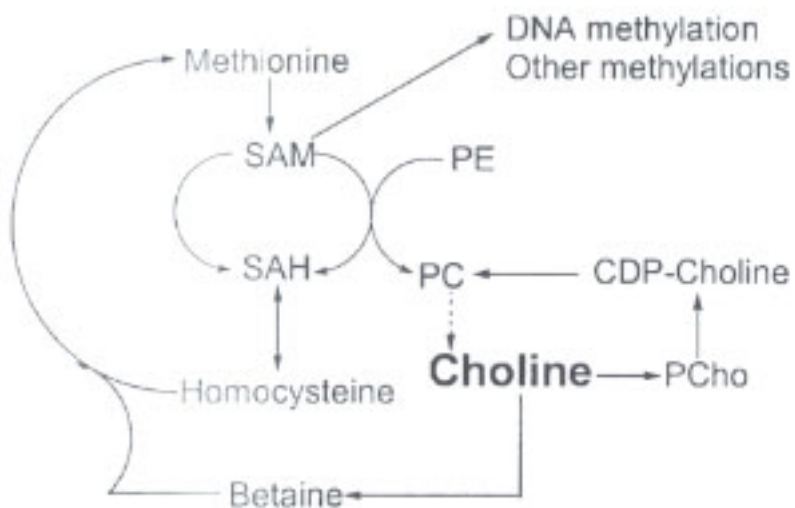 DNA methylation
Other methylations
Methionine
SAM
PE
SAH
PC
CDP-Choline
Choline
PCho
Homocysteine
Betaine